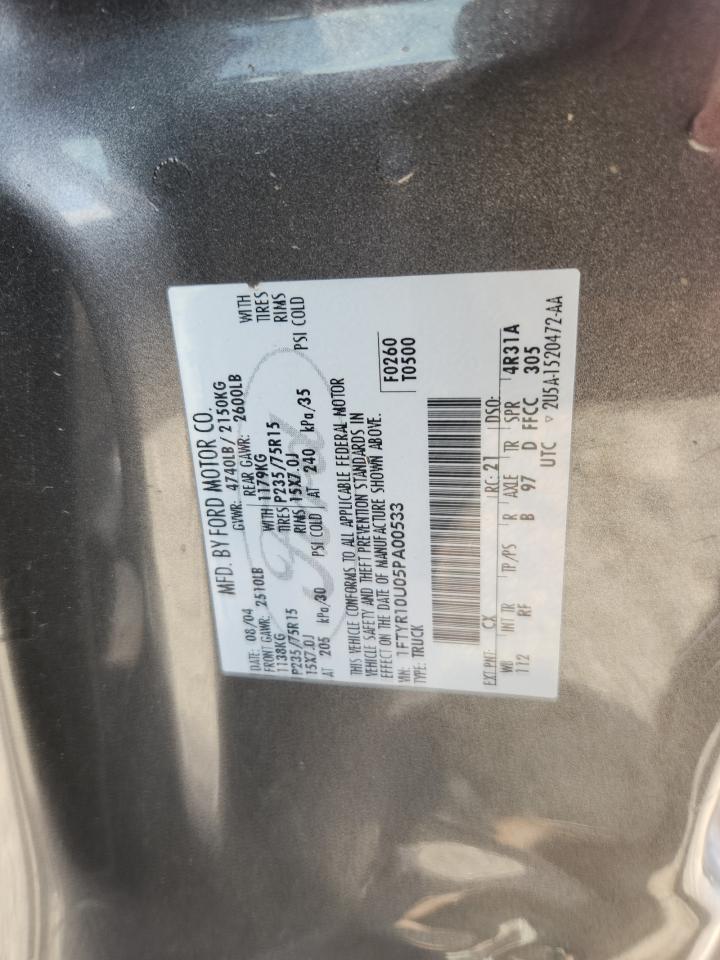 MFD. BY FORD MOTOR CO.
DATE: 08/04 GVWR: 4740LB/ 2150KG
FRONT GAWR: 2510LB REAR GAWR: 2600LB
1138KG WITH 1179KG WITH
P235/75R15 TIRES P235/75R15 TIRES
15X7.0J RIMS 15X7.0J RIMS
AT 205 kPa/30 PSI COLD AT 240 kPa/35 PSI COLD
THIS VEHICLE CONFORMS TO ALL APPLICABLE FEDERAL MOTOR
VEHICLE SAFETY AND THEFT PREVENTION STANDARDS IN
EFFECT ON THE DATE OF MANUFACTURE SHOWN ABOVE.
VIN: 1FTYR10U05PA00533 F0260
TYPE: TRUCK T0500
EXT PNT: CX RC: 21 DSO:
WB INT TR TP/PS R AXLE TR SPR 4R31A
112 RF B 97 D FFCC 305
UTC ▽ 2U5A-1520472-AA
Ford